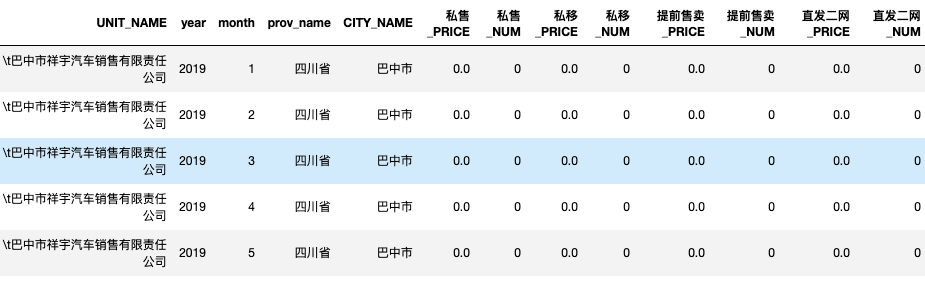 UNIT_NAME year month prov_name CITY_NAME 私售_PRICE 私售_NUM 私移_PRICE 私移_NUM 提前售卖_PRICE 提前售卖_NUM 直发二网_PRICE 直发二网_NUM
\t巴中市祥宇汽车销售有限责任公司 2019 1 四川省 巴中市 0.0 0 0.0 0 0.0 0 0.0 0
\t巴中市祥宇汽车销售有限责任公司 2019 2 四川省 巴中市 0.0 0 0.0 0 0.0 0 0.0 0
\t巴中市祥宇汽车销售有限责任公司 2019 3 四川省 巴中市 0.0 0 0.0 0 0.0 0 0.0 0
\t巴中市祥宇汽车销售有限责任公司 2019 4 四川省 巴中市 0.0 0 0.0 0 0.0 0 0.0 0
\t巴中市祥宇汽车销售有限责任公司 2019 5 四川省 巴中市 0.0 0 0.0 0 0.0 0 0.0 0